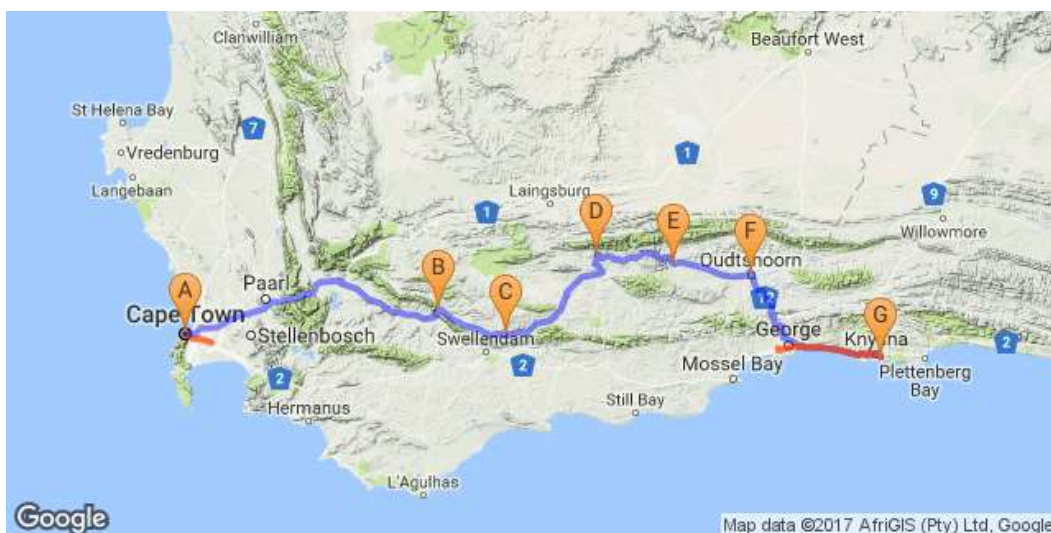 Clanwilliam
Beaufort West
St Helena Bay
7
Vredenburg
1
Langebaan
Laingsburg
9
1
D
Willowmore
E
F
B
Oudtshoorn
Paarl
A
C
12
Cape Town
G
George
Knysna
Stellenbosch
Swellendam
2
2
Mossel Bay
Plettenberg
Bay
2
Hermanus
Still Bay
L'Agulhas
Google
Map data ©2017 AfriGIS (Pty) Ltd, Google